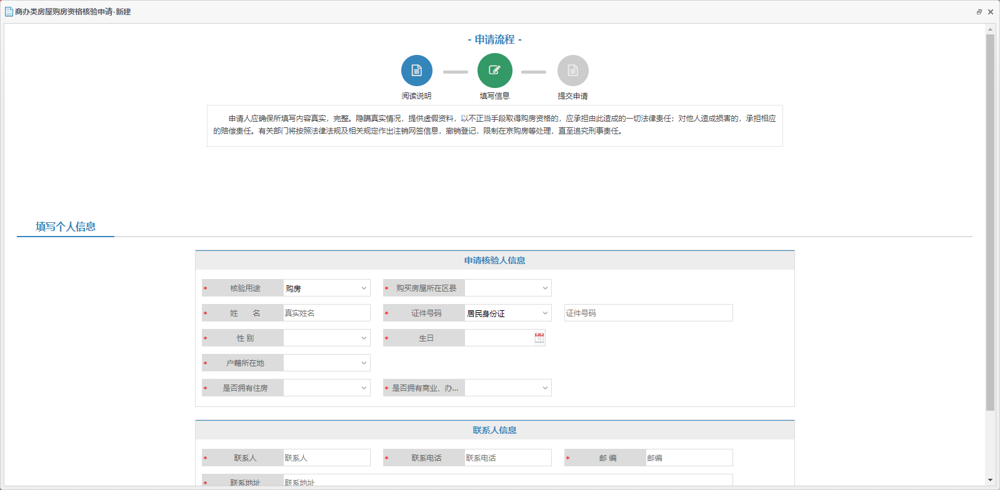 商办类房屋购房资格核验申请-新建
- 申请流程 -
阅读说明
填写信息
提交申请
申请人应确保所填写内容真实，完整。隐瞒真实情况，提供虚假资料，以不正当手段取得购房资格的，应承担由此造成的一切法律责任；对他人造成损害的，承担相应
的赔偿责任。有关部门将按照法律法规及相关规定作出注销网签信息，撤销登记，限制在京购房等处理，直至追究刑事责任。
填写个人信息
申请核验人信息
* 核验用途 购房
* 购买房屋所在区县
* 姓 名 真实姓名
* 证件号码 居民身份证 证件号码
* 性 别
* 生日
* 户籍所在地
* 是否拥有住房
* 是否拥有商业、办...
联系人信息
* 联系人 联系人
* 联系电话 联系电话
* 邮 编 邮编
* 联系地址 联系地址